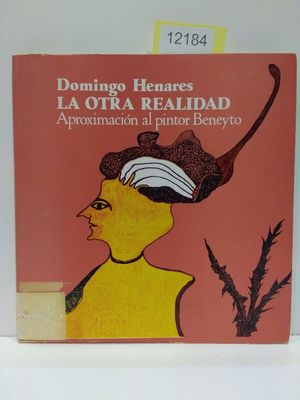 12184
Domingo Henares
LA OTRA REALIDAD
Aproximación al pintor Beneyto